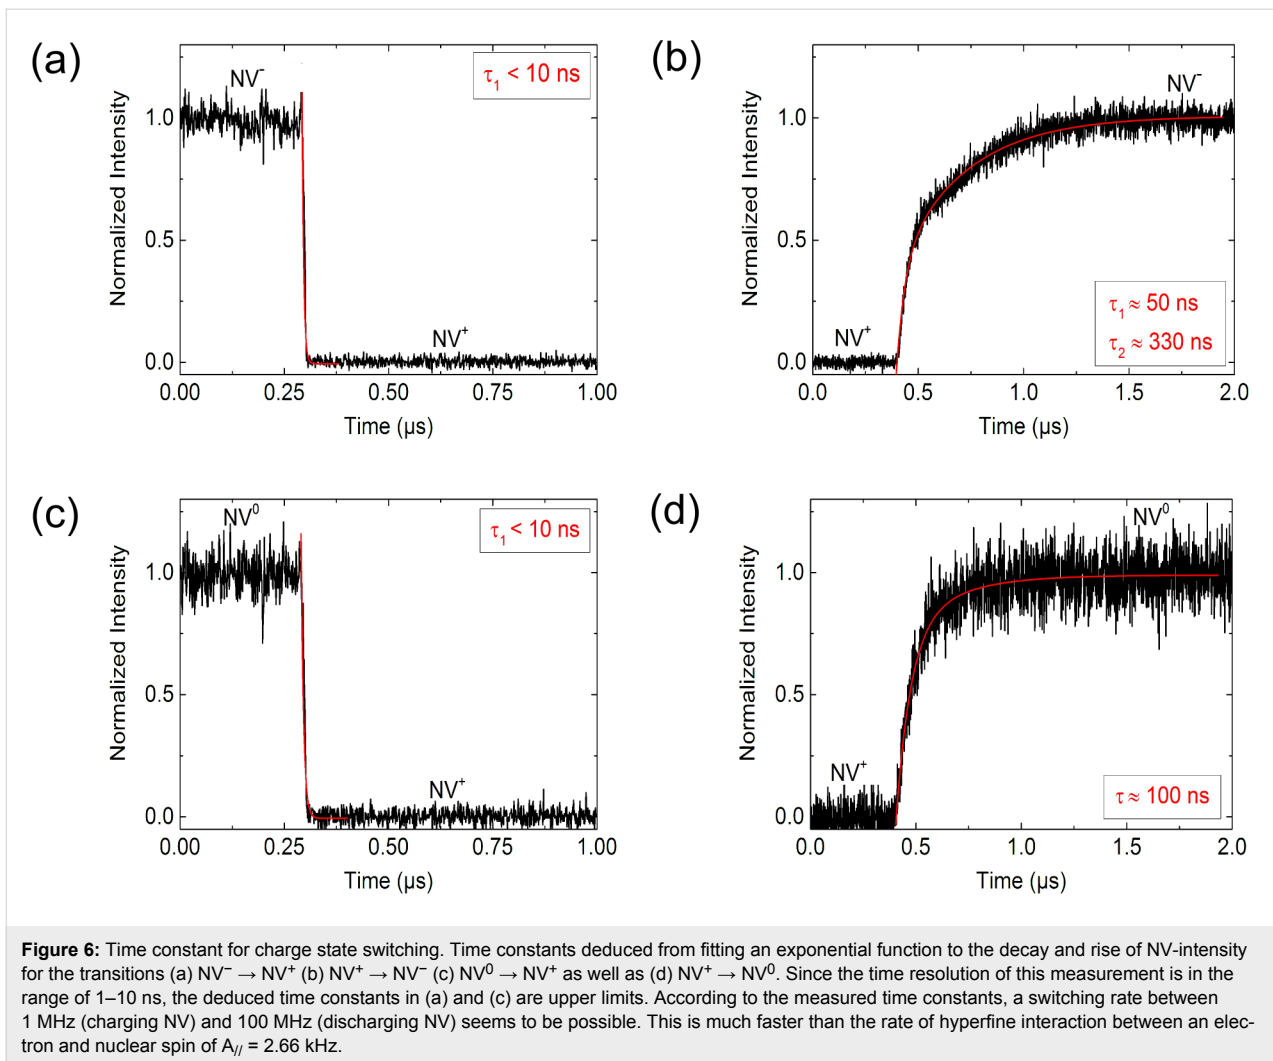 (a)
NV⁻
τ₁ < 10 ns
1.0
0.5
0.0
Normalized Intensity
NV⁺
0.00 0.25 0.50 0.75 1.00
Time (µs)
(b)
NV⁻
1.0
0.5
0.0
Normalized Intensity
NV⁺
τ₁ ≈ 50 ns
τ₂ ≈ 330 ns
0.0 0.5 1.0 1.5 2.0
Time (µs)
(c)
NV⁰
τ₁ < 10 ns
1.0
0.5
0.0
Normalized Intensity
NV⁺
0.00 0.25 0.50 0.75 1.00
Time (µs)
(d)
NV⁰
1.0
0.5
0.0
Normalized Intensity
NV⁺
τ ≈ 100 ns
0.0 0.5 1.0 1.5 2.0
Time (µs)
Figure 6: Time constant for charge state switching. Time constants deduced from fitting an exponential function to the decay and rise of NV-intensity
for the transitions (a) NV⁻ → NV⁺ (b) NV⁺ → NV⁻ (c) NV⁰ → NV⁺ as well as (d) NV⁺ → NV⁰. Since the time resolution of this measurement is in the
range of 1–10 ns, the deduced time constants in (a) and (c) are upper limits. According to the measured time constants, a switching rate between
1 MHz (charging NV) and 100 MHz (discharging NV) seems to be possible. This is much faster than the rate of hyperfine interaction between an elec-
tron and nuclear spin of A// = 2.66 kHz.